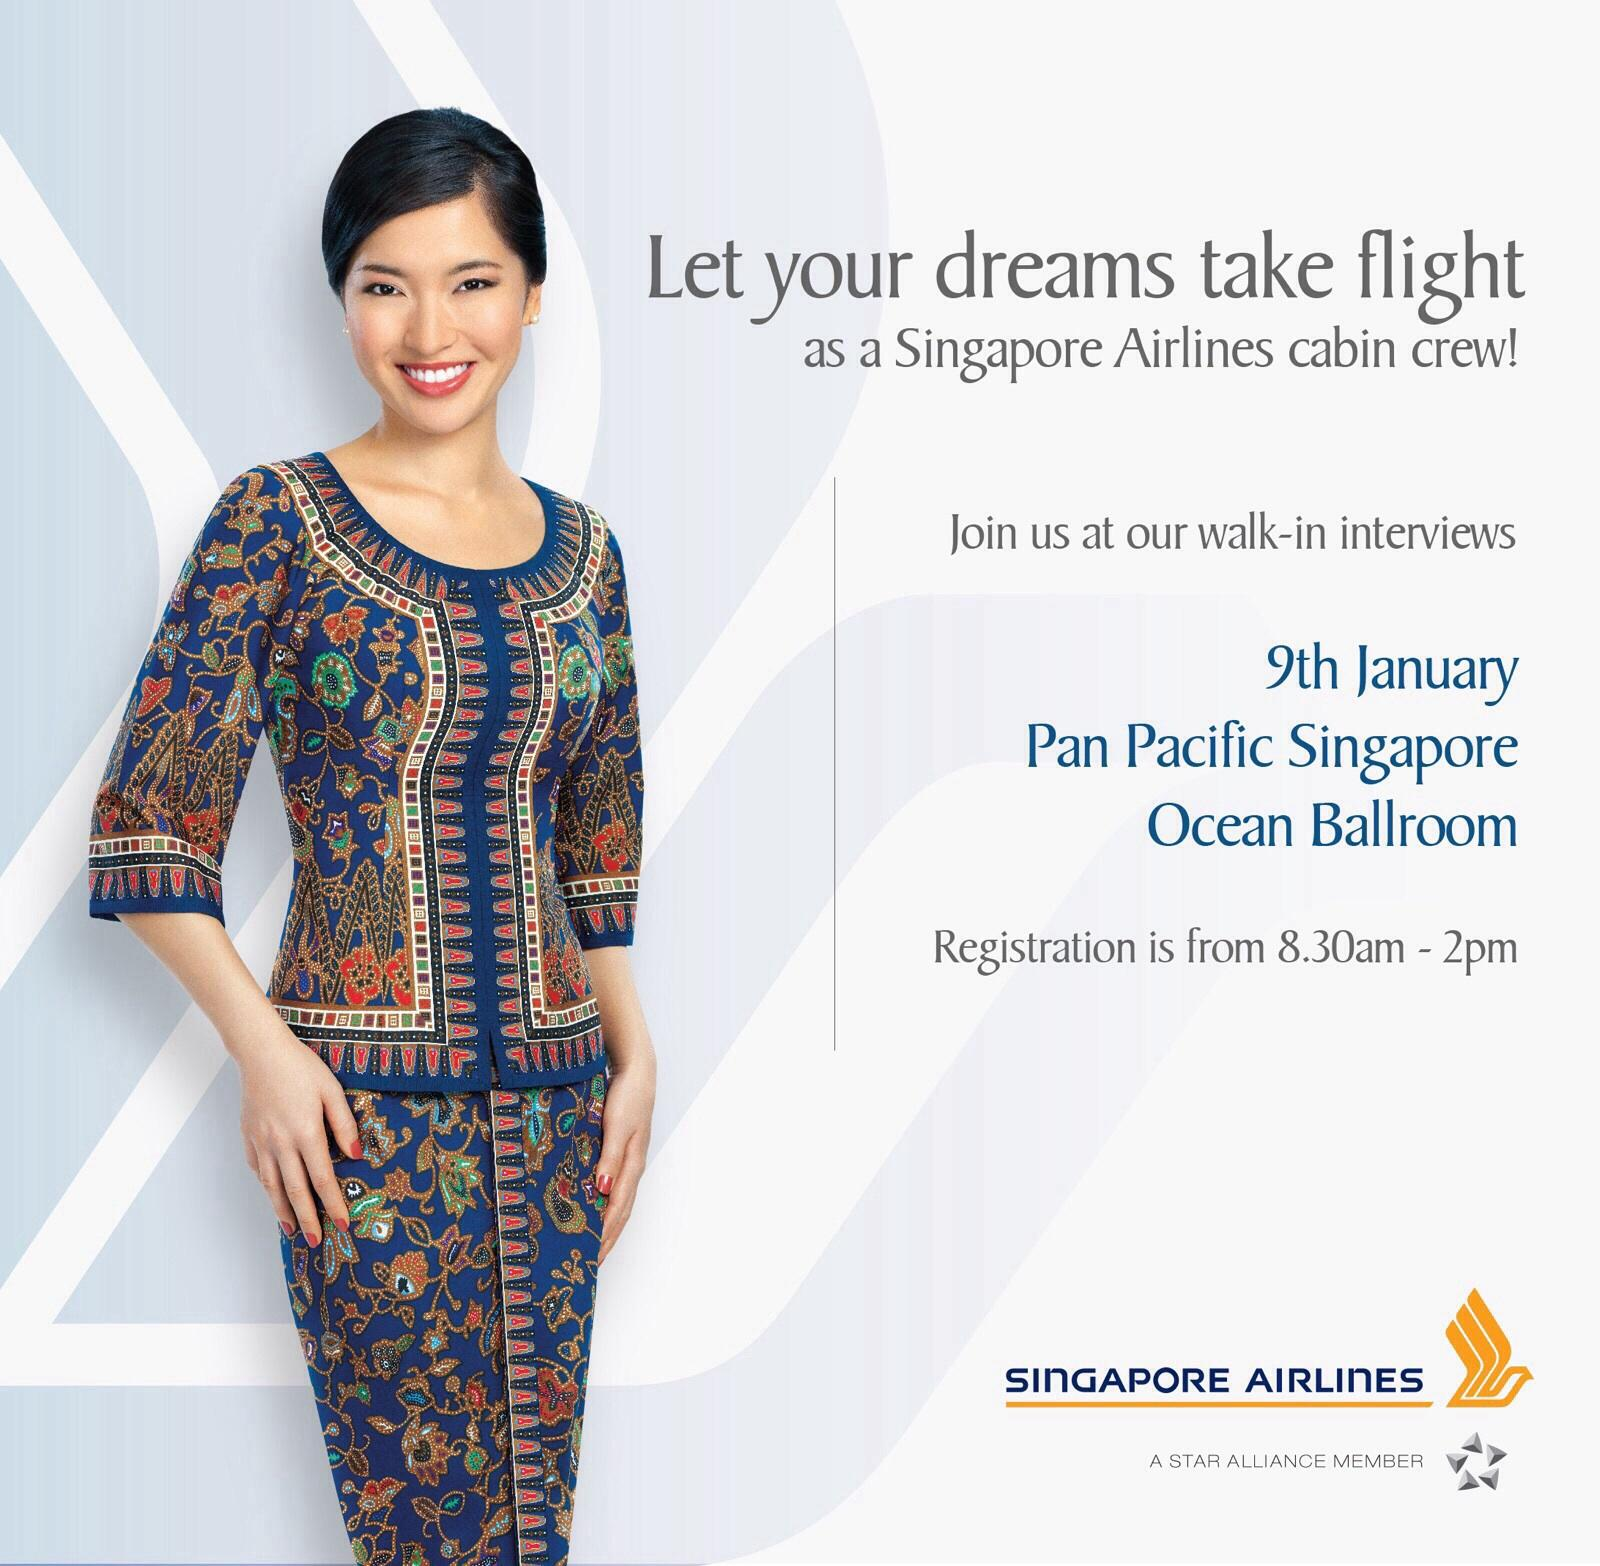 Let your dreams take flight
as a Singapore Airlines cabin crew!
Join us at our walk-in interviews
9th January
Pan Pacific Singapore
Ocean Ballroom
Registration is from 8.30am - 2pm
SINGAPORE AIRLINES
A STAR ALLIANCE MEMBER